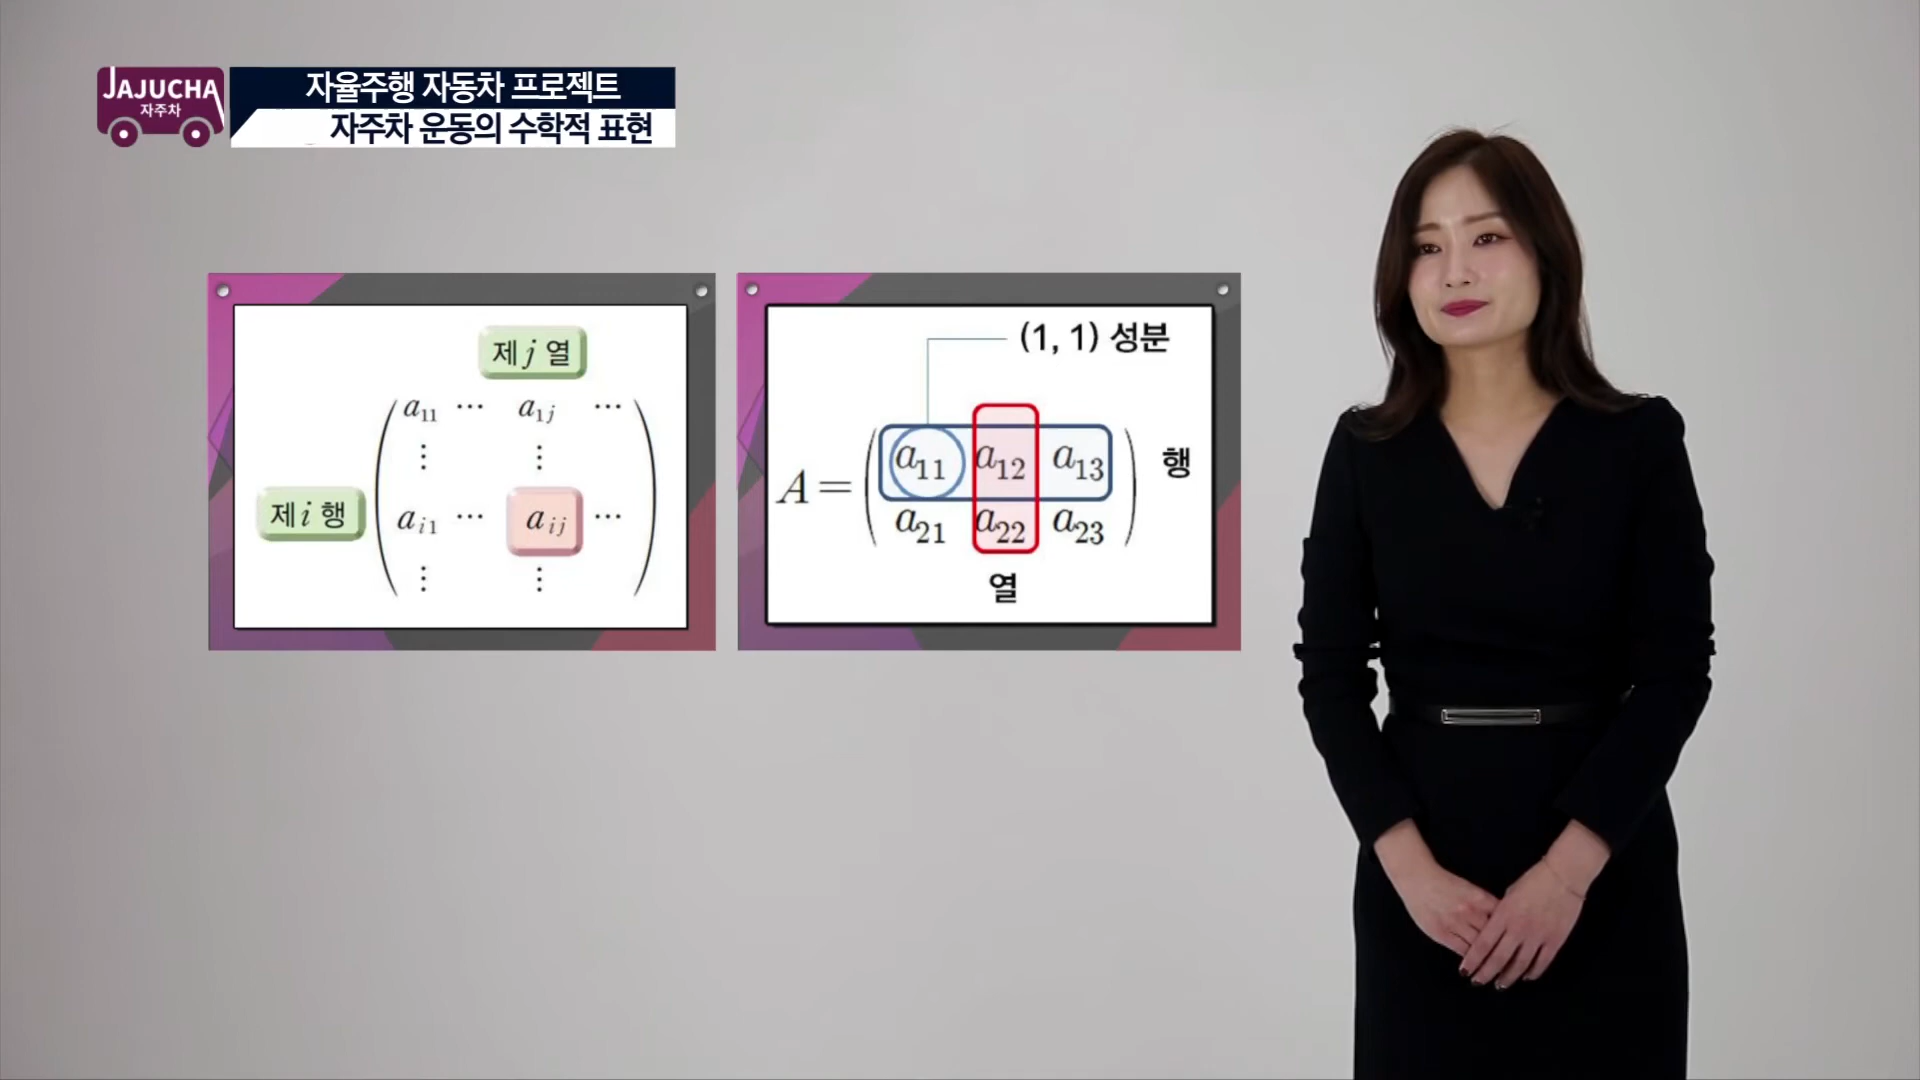 JAJUCHA
자주차
자율주행 자동차 프로젝트
자주차 운동의 수학적 표현
제 j 열
a₁₁ ⋯ a₁ⱼ ⋯
⋮ ⋮
제 i 행 aᵢ₁ ⋯ aᵢⱼ ⋯
⋮ ⋮
(1, 1) 성분
A = ( a₁₁ a₁₂ a₁₃ ) 행
a₂₁ a₂₂ a₂₃
열